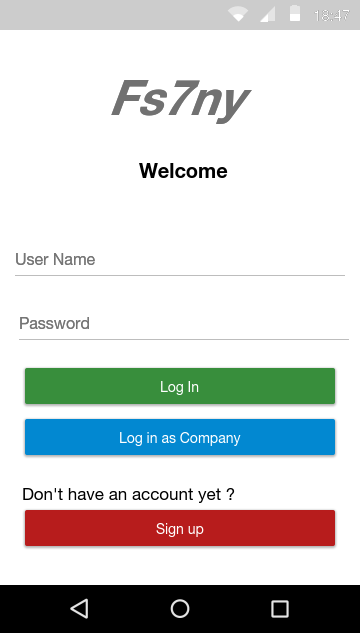 18:47
Fs7ny
Welcome
User Name
Password
Log In
Log in as Company
Don't have an account yet ?
Sign up